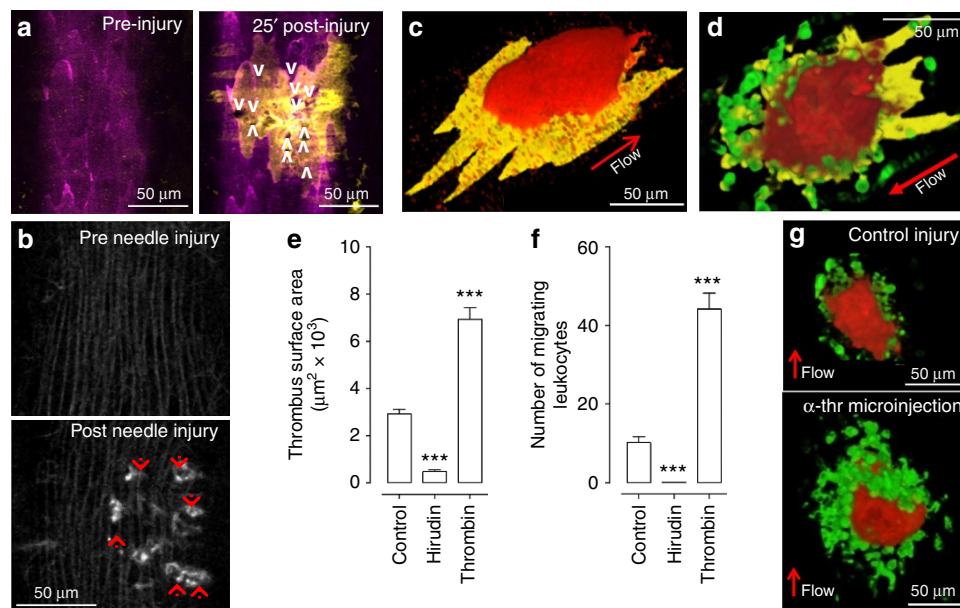 a
Pre-injury
50 μm
25′ post-injury
50 μm
c
Flow
50 μm
d
50 μm
Flow
b
Pre needle injury
Post needle injury
50 μm
e
Thrombus surface area
(μm² × 10³)
10
8
6
4
2
0
***
***
Control
Hirudin
Thrombin
f
Number of migrating
leukocytes
60
40
20
0
***
***
Control
Hirudin
Thrombin
g
Control injury
Flow
50 μm
α-thr microinjection
Flow
50 μm